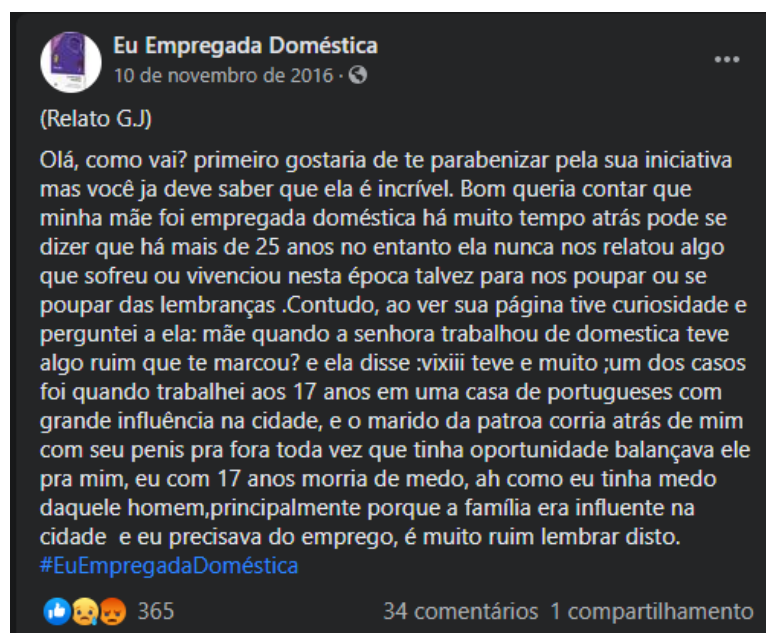 Eu Empregada Doméstica
10 de novembro de 2016 ·
(Relato G.J)
Olá, como vai? primeiro gostaria de te parabenizar pela sua iniciativa
mas você ja deve saber que ela é incrível. Bom queria contar que
minha mãe foi empregada doméstica há muito tempo atrás pode se
dizer que há mais de 25 anos no entanto ela nunca nos relatou algo
que sofreu ou vivenciou nesta época talvez para nos poupar ou se
poupar das lembranças .Contudo, ao ver sua página tive curiosidade e
perguntei a ela: mãe quando a senhora trabalhou de domestica teve
algo ruim que te marcou? e ela disse :vixiii teve e muito ;um dos casos
foi quando trabalhei aos 17 anos em uma casa de portugueses com
grande influência na cidade, e o marido da patroa corria atrás de mim
com seu penis pra fora toda vez que tinha oportunidade balançava ele
pra mim, eu com 17 anos morria de medo, ah como eu tinha medo
daquele homem,principalmente porque a família era influente na
cidade  e eu precisava do emprego, é muito ruim lembrar disto.
#EuEmpregadaDoméstica
365
34 comentários 1 compartilhamento